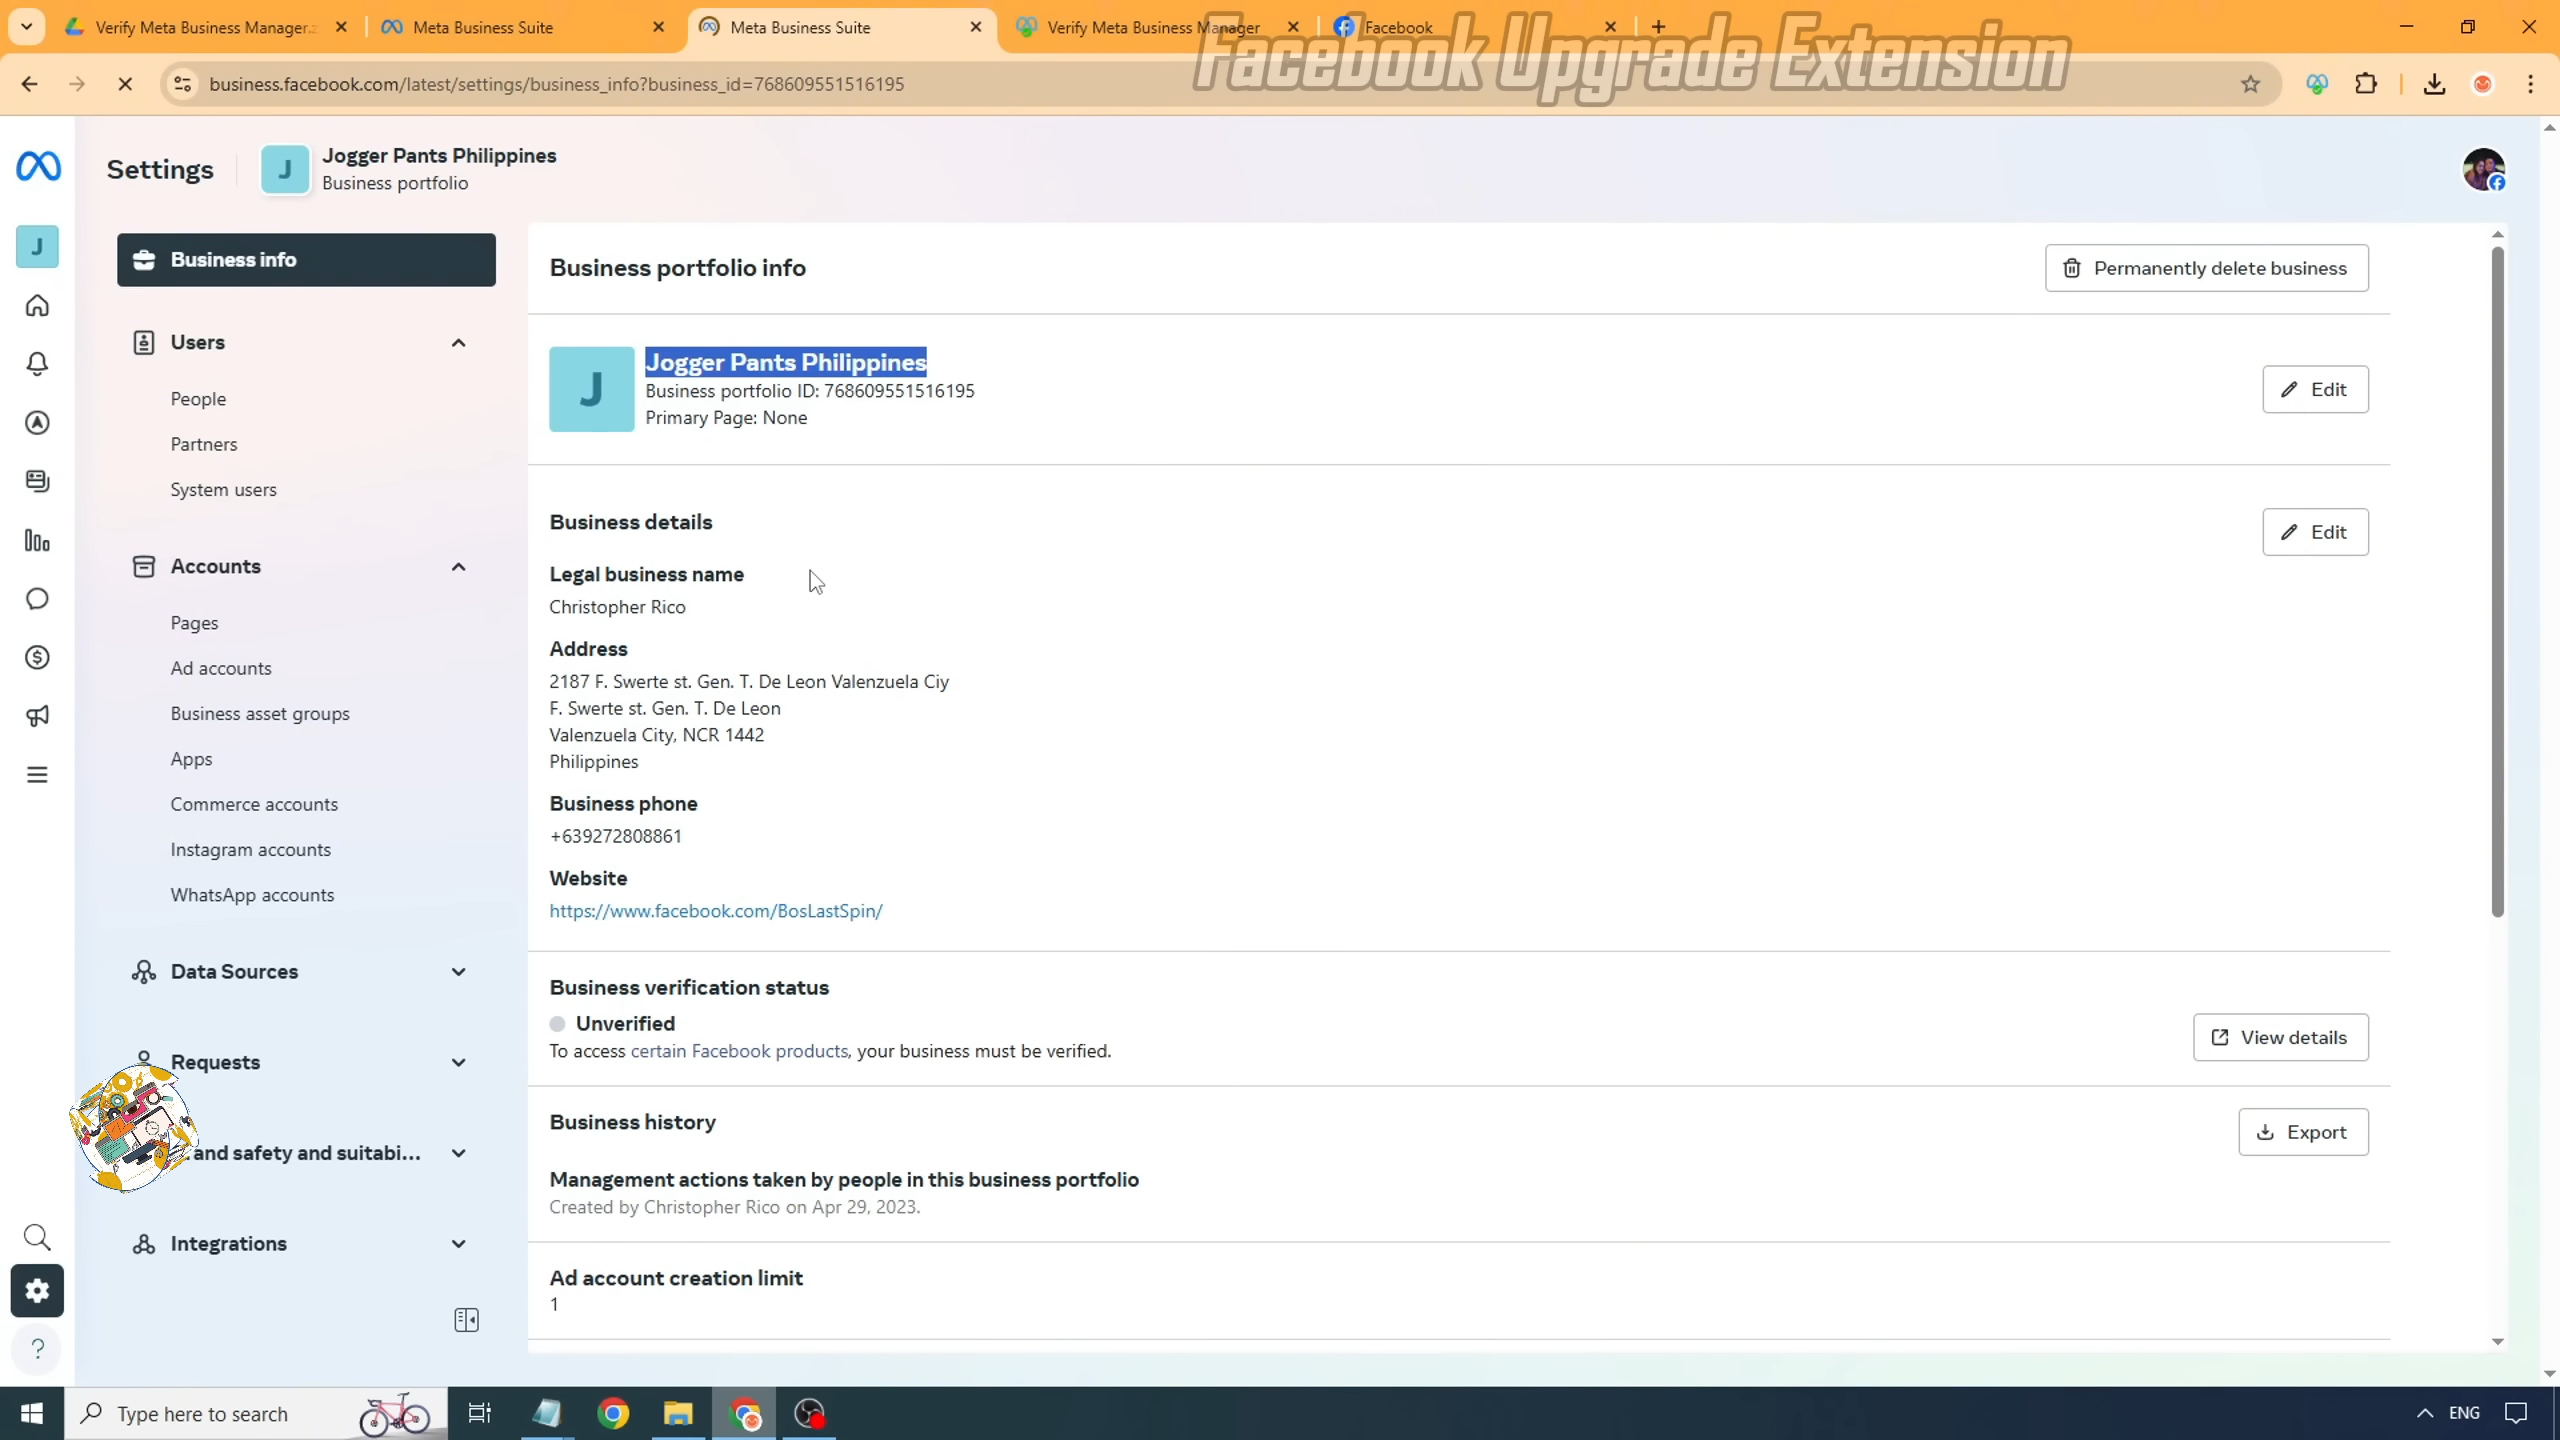 Verify Meta Business Manager.z
Meta Business Suite
Meta Business Suite
Verify Meta Business Manager
Facebook
Facebook Upgrade Extension
business.facebook.com/latest/settings/business_info?business_id=768609551516195
Settings
J
Jogger Pants Philippines
Business portfolio
J
Business info
Users
People
Partners
System users
Accounts
Pages
Ad accounts
Business asset groups
Apps
Commerce accounts
Instagram accounts
WhatsApp accounts
Data Sources
Requests
and safety and suitabi...
Integrations
Business portfolio info
Permanently delete business
J
Jogger Pants Philippines
Business portfolio ID: 768609551516195
Primary Page: None
Edit
Business details
Edit
Legal business name
Christopher Rico
Address
2187 F. Swerte st. Gen. T. De Leon Valenzuela Ciy
F. Swerte st. Gen. T. De Leon
Valenzuela City, NCR 1442
Philippines
Business phone
+639272808861
Website
https://www.facebook.com/BosLastSpin/
Business verification status
Unverified
To access certain Facebook products, your business must be verified.
View details
Business history
Export
Management actions taken by people in this business portfolio
Created by Christopher Rico on Apr 29, 2023.
Ad account creation limit
1
Type here to search
ENG